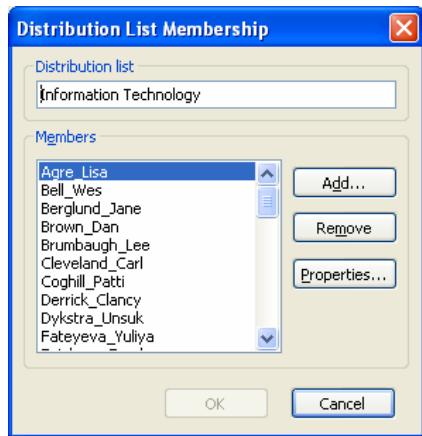 Distribution List Membership
Distribution list
Information Technology
Members
Agre_Lisa
Bell_Wes
Berglund_Jane
Brown_Dan
Brumbaugh_Lee
Cleveland_Carl
Coghill_Patti
Derrick_Clancy
Dykstra_Unsuk
Fateyeva_Yuliya
Add...
Remove
Properties...
OK
Cancel